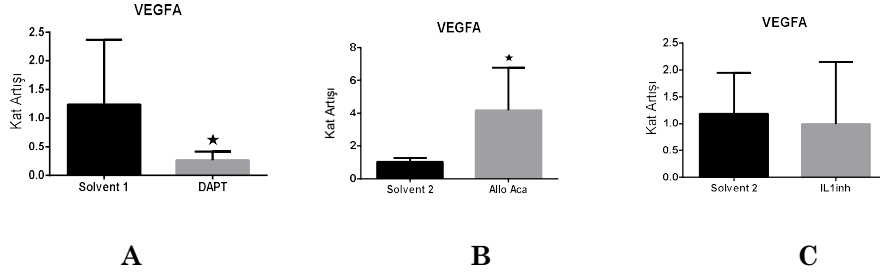 VEGFA
Kat Artışı
2.5
2.0
1.5
1.0
0.5
0.0
Solvent 1
DAPT
A
VEGFA
Kat Artışı
8
6
4
2
0
Solvent 2
Allo Aca
B
VEGFA
Kat Artışı
2.5
2.0
1.5
1.0
0.5
0.0
Solvent 2
IL1inh
C